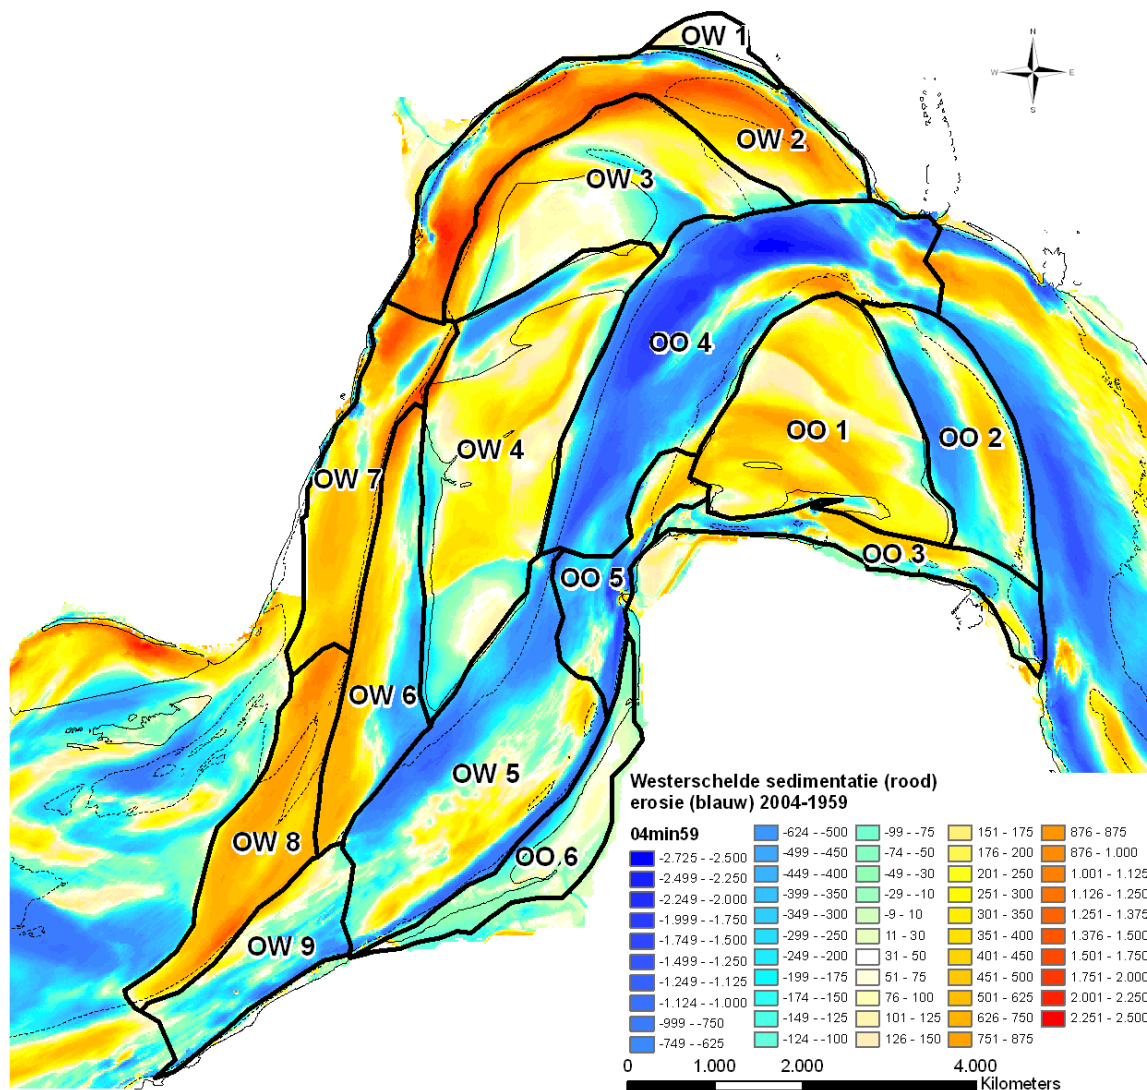 OW 1
N
W E
S
OW 2
OW 3
OO 4
OW 4
OO 1
OO 2
OW 7
OO 3
OO 5
OW 6
OW 5
OW 8
OO 6
OW 9
Westerschelde sedimentatie (rood)
erosie (blauw) 2004-1959
04min59
-2.725 - -2.500
-2.499 - -2.250
-2.249 - -2.000
-1.999 - -1.750
-1.749 - -1.500
-1.499 - -1.250
-1.249 - -1.125
-1.124 - -1.000
-999 - -750
-749 - -625
-624 - -500
-499 - -450
-449 - -400
-399 - -350
-349 - -300
-299 - -250
-249 - -200
-199 - -175
-174 - -150
-149 - -125
-124 - -100
-99 - -75
-74 - -50
-49 - -30
-29 - -10
-9 - 10
11 - 30
31 - 50
51 - 75
76 - 100
101 - 125
126 - 150
151 - 175
176 - 200
201 - 250
251 - 300
301 - 350
351 - 400
401 - 450
451 - 500
501 - 625
626 - 750
751 - 875
876 - 875
876 - 1.000
1.001 - 1.125
1.126 - 1.250
1.251 - 1.375
1.376 - 1.500
1.501 - 1.750
1.751 - 2.000
2.001 - 2.250
2.251 - 2.500
0 1.000 2.000 4.000
Kilometers